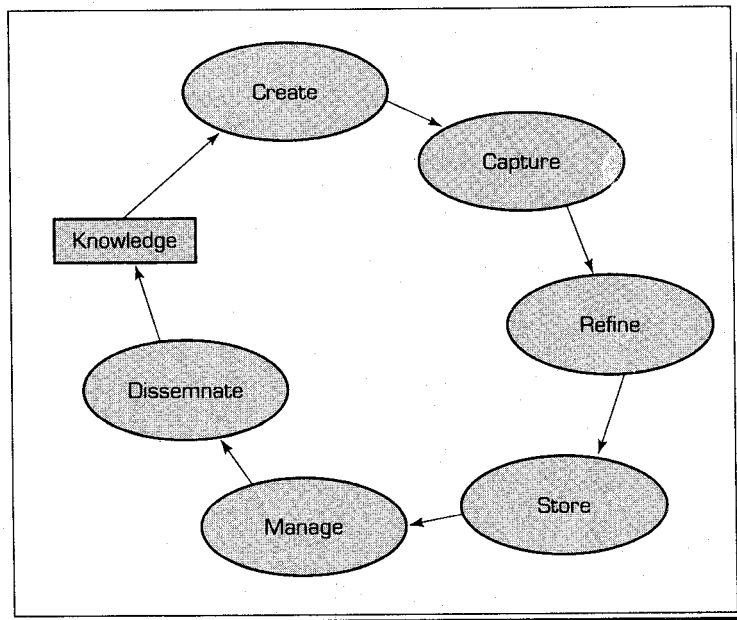 Create
Capture
Knowledge
Refine
Dissemnate
Store
Manage